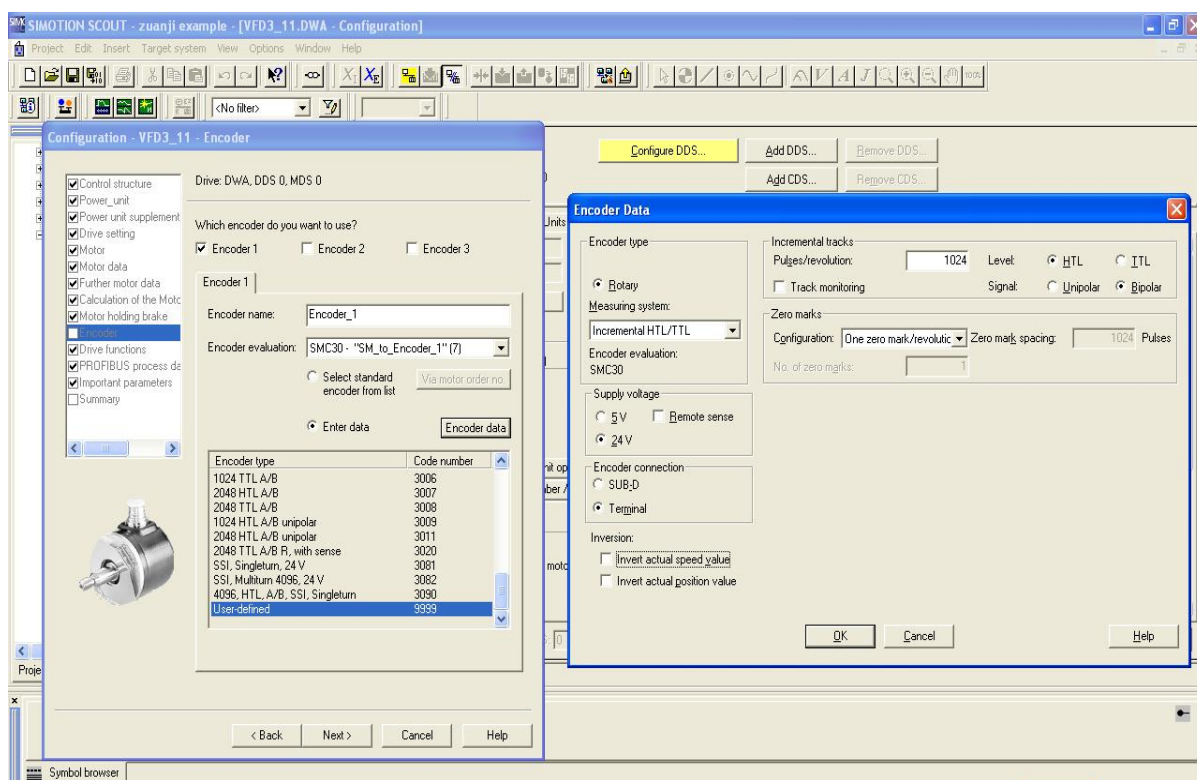 SIMOTION SCOUT - zuanji example - [VFD3_11.DWA - Configuration]
Project Edit Insert Target system View Options Window Help
<No filter>
Configuration - VFD3_11 - Encoder
Control structure
Power_unit
Power unit supplement
Drive setting
Motor
Motor data
Further motor data
Calculation of the Moto
Motor holding brake
Encoder
Drive functions
PROFIBUS process da
Important parameters
Summary
Drive: DWA, DDS 0, MDS 0
Which encoder do you want to use?
Encoder 1 Encoder 2 Encoder 3
Encoder 1
Encoder name: Encoder_1
Encoder evaluation: SMC30 - "SM_to_Encoder_1" (7)
Select standard
encoder from list
Via motor order no.
Enter data Encoder data
Encoder type Code number
1024 TTL A/B 3006
2048 HTL A/B 3007
2048 TTL A/B 3008
1024 HTL A/B unipolar 3009
2048 HTL A/B unipolar 3011
2048 TTL A/B R, with sense 3020
SSI, Singleturn, 24 V 3081
SSI, Multiturn 4096, 24 V 3082
4096, HTL, A/B, SSI, Singleturn 3090
User-defined 9999
< Back Next > Cancel Help
Configure DDS... Add DDS... Remove DDS...
Add CDS... Remove CDS...
Units
nit op
ber /
moto
Encoder Data
Encoder type
Rotary
Measuring system:
Incremental HTL/TTL
Encoder evaluation:
SMC30
Supply voltage
5 V Remote sense
24 V
Encoder connection
SUB-D
Terminal
Inversion:
Invert actual speed value
Invert actual position value
Incremental tracks
Pulses/revolution: 1024 Level: HTL TTL
Track monitoring Signal: Unipolar Bipolar
Zero marks
Configuration: One zero mark/revolutic Zero mark spacing: 1024 Pulses
No. of zero marks: 1
OK Cancel Help
Proje
Symbol browser